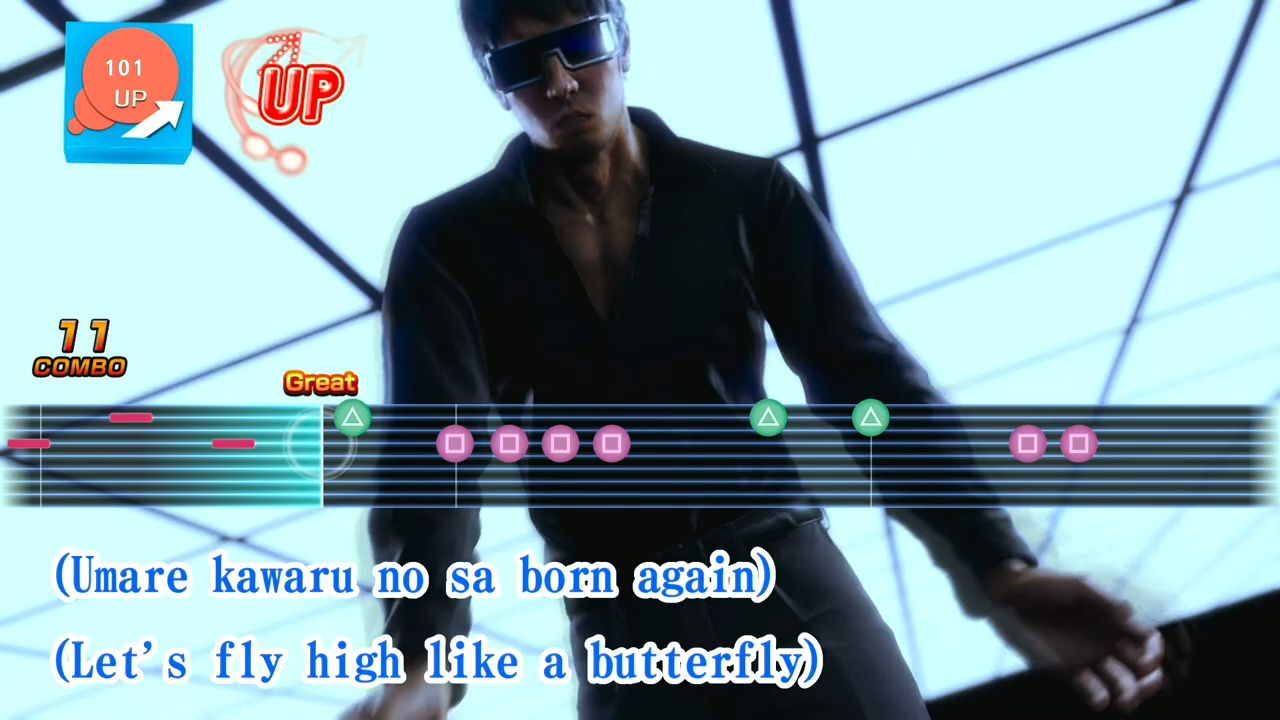 101
UP
UP
11
COMBO
Great
(Umare kawaru no sa born again)
(Let's fly high like a butterfly)